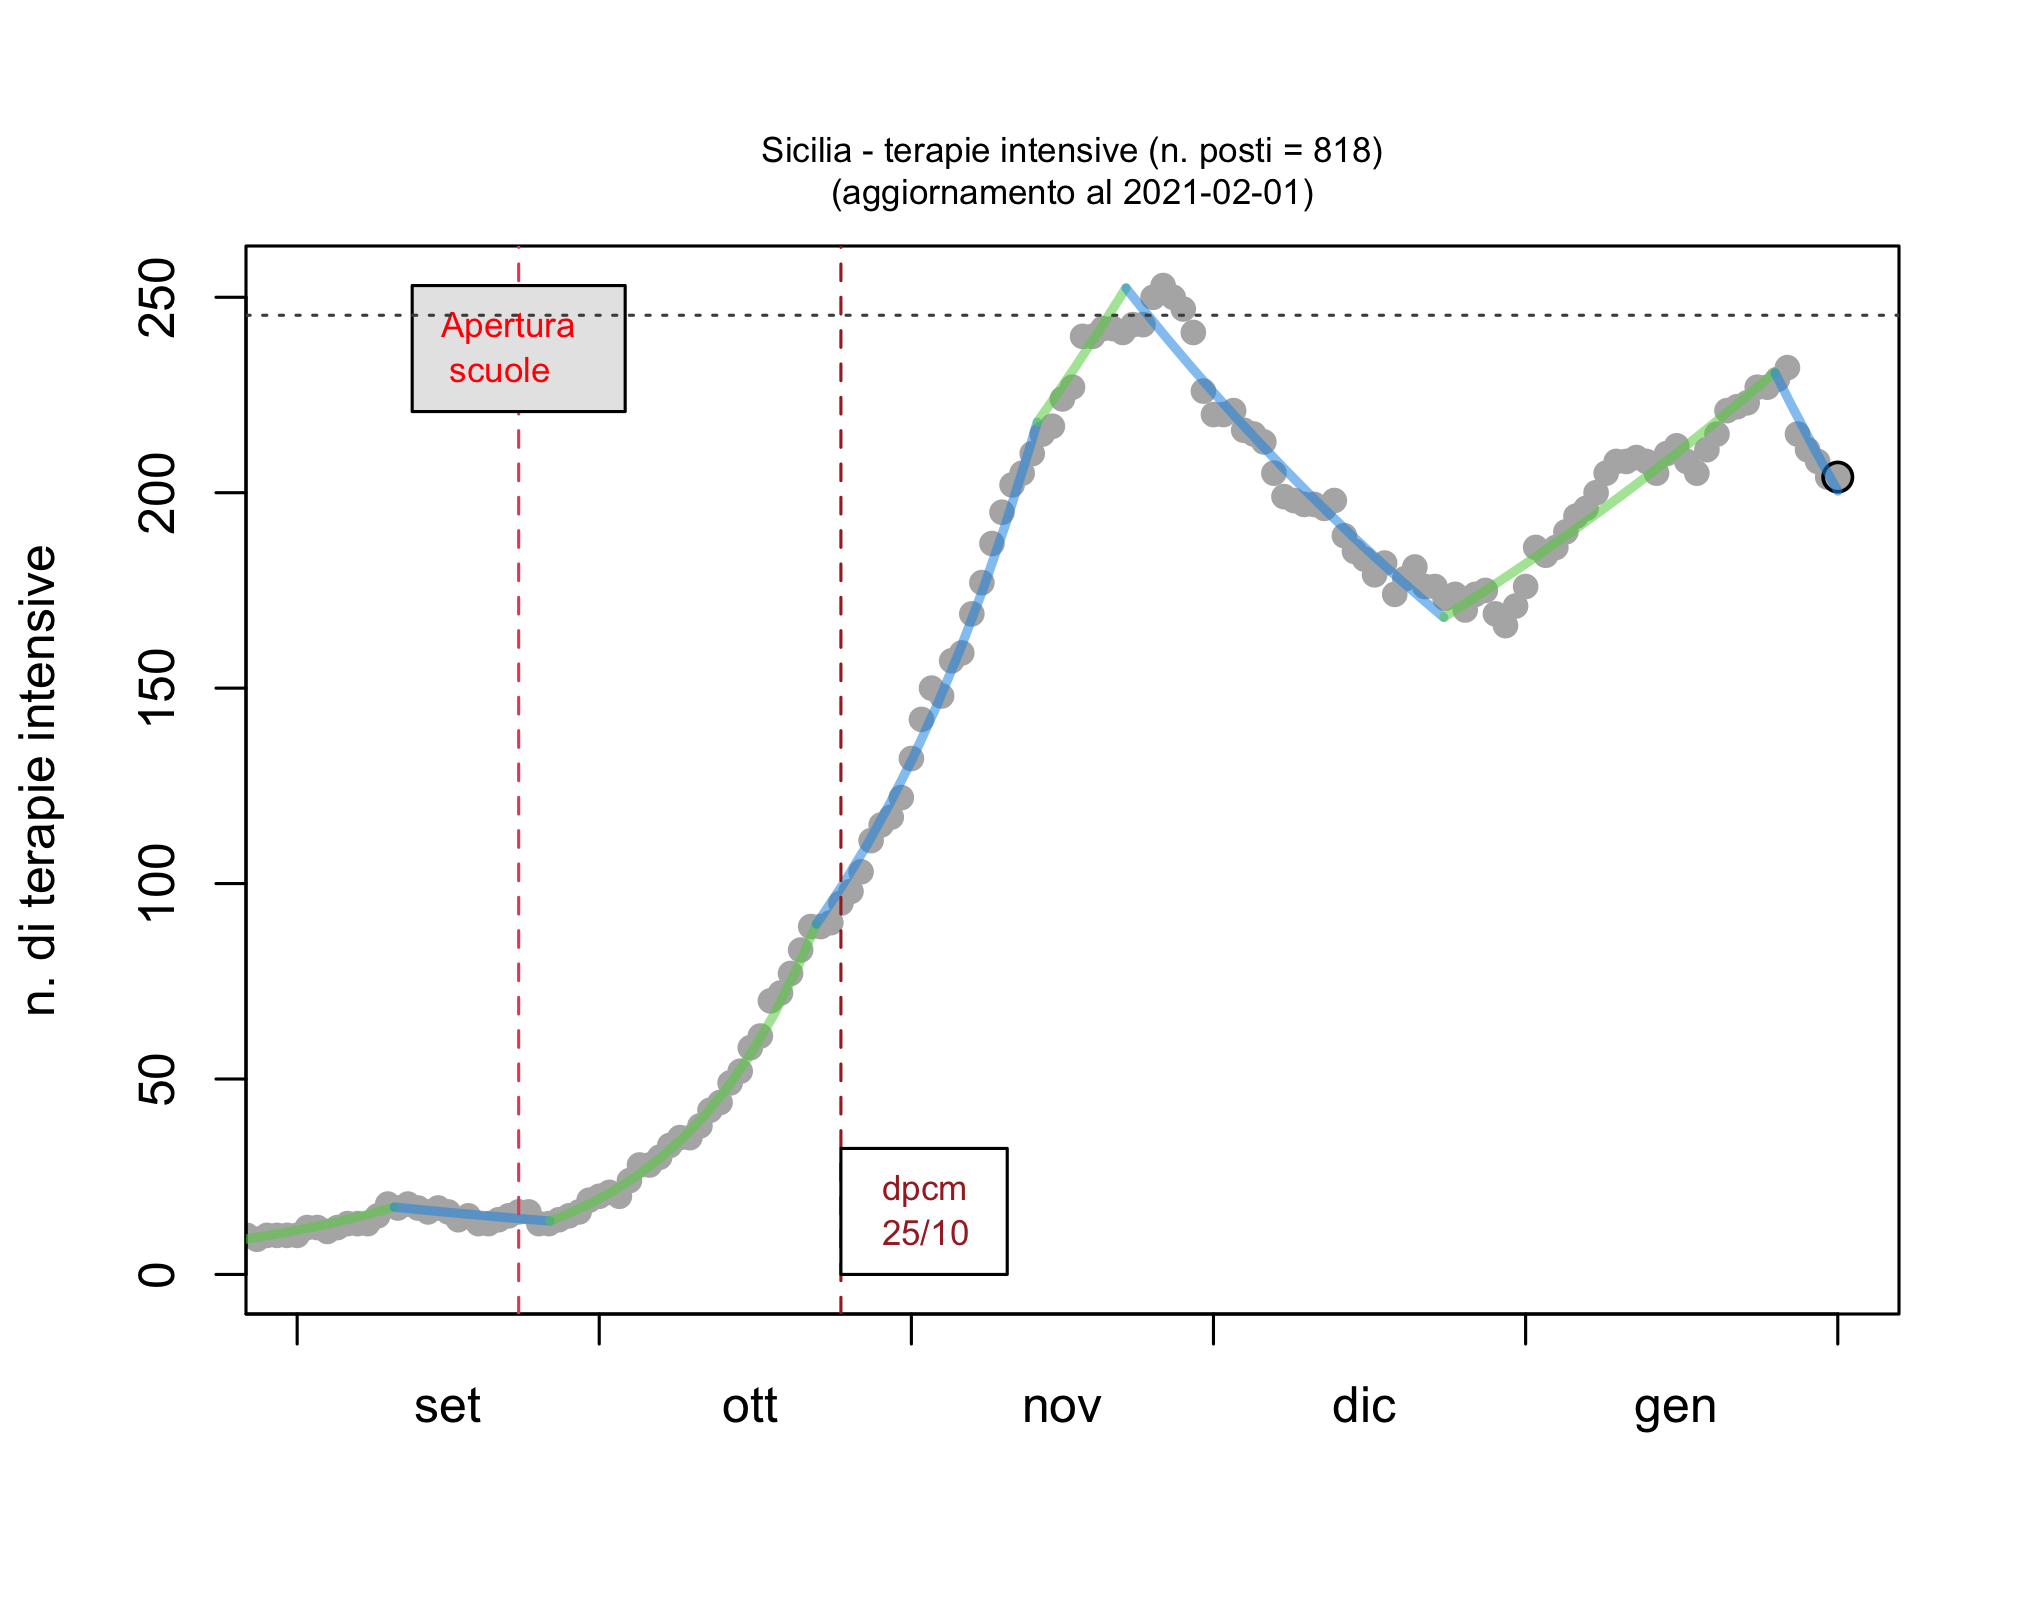 Sicilia - terapie intensive (n. posti = 818)
(aggiornamento al 2021-02-01)
n. di terapie intensive
250
200
150
100
50
0
Apertura
scuole
dpcm
25/10
set
ott
nov
dic
gen